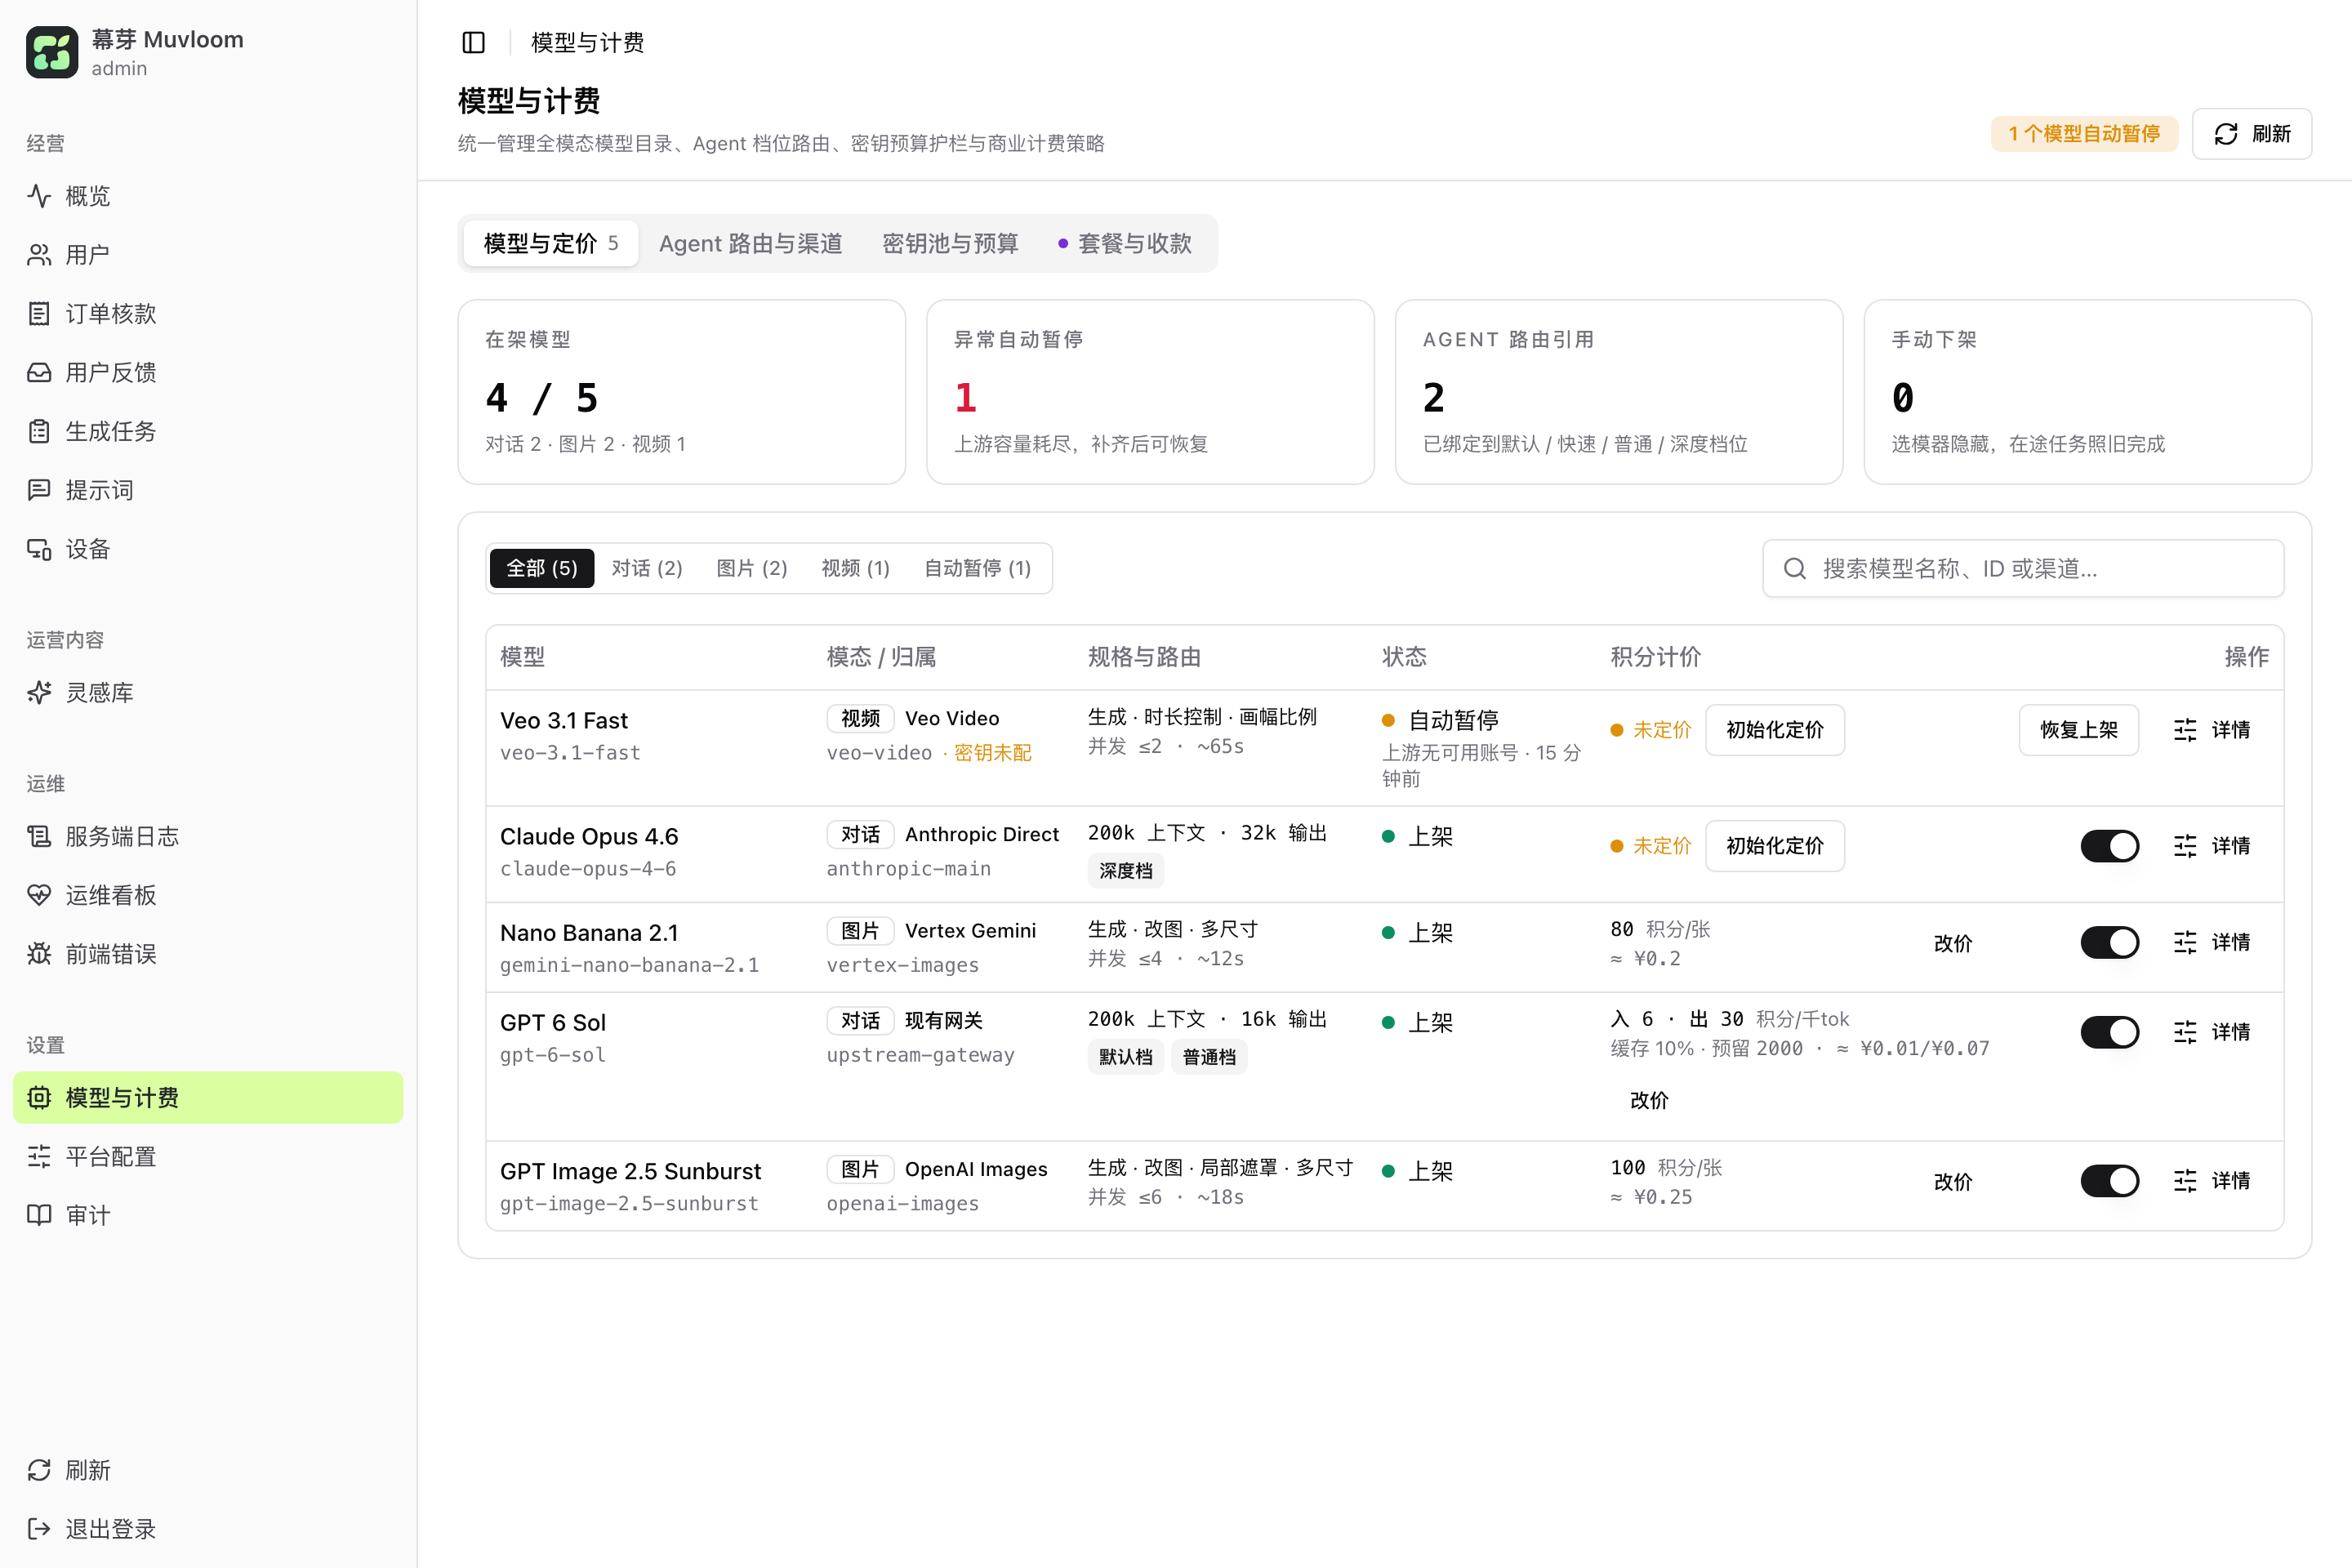 幕芽 Muvloom
admin
经营
概览
用户
订单核款
用户反馈
生成任务
提示词
设备
运营内容
灵感库
运维
服务端日志
运维看板
前端错误
设置
模型与计费
平台配置
审计
刷新
退出登录
模型与计费
模型与计费
统一管理全模态模型目录、Agent 档位路由、密钥预算护栏与商业计费策略
1 个模型自动暂停
刷新
模型与定价 5
Agent 路由与渠道
密钥池与预算
套餐与收款
在架模型
4 / 5
对话 2 · 图片 2 · 视频 1
异常自动暂停
1
上游容量耗尽，补齐后可恢复
AGENT 路由引用
2
已绑定到默认 / 快速 / 普通 / 深度档位
手动下架
0
选模器隐藏，在途任务照旧完成
全部 (5)
对话 (2)
图片 (2)
视频 (1)
自动暂停 (1)
搜索模型名称、ID 或渠道...
模型
模态 / 归属
规格与路由
状态
积分计价
操作
Veo 3.1 Fast
veo-3.1-fast
视频 Veo Video
veo-video · 密钥未配
生成 · 时长控制 · 画幅比例
并发 ≤2 · ~65s
自动暂停
上游无可用账号 · 15 分
钟前
未定价
初始化定价
恢复上架
详情
Claude Opus 4.6
claude-opus-4-6
对话 Anthropic Direct
anthropic-main
200k 上下文 · 32k 输出
深度档
上架
未定价
初始化定价
详情
Nano Banana 2.1
gemini-nano-banana-2.1
图片 Vertex Gemini
vertex-images
生成 · 改图 · 多尺寸
并发 ≤4 · ~12s
上架
80 积分/张
≈ ¥0.2
改价
详情
GPT 6 Sol
gpt-6-sol
对话 现有网关
upstream-gateway
200k 上下文 · 16k 输出
默认档 普通档
上架
入 6 · 出 30 积分/千tok
缓存 10% · 预留 2000 · ≈ ¥0.01/¥0.07
改价
详情
GPT Image 2.5 Sunburst
gpt-image-2.5-sunburst
图片 OpenAI Images
openai-images
生成 · 改图 · 局部遮罩 · 多尺寸
并发 ≤6 · ~18s
上架
100 积分/张
≈ ¥0.25
改价
详情